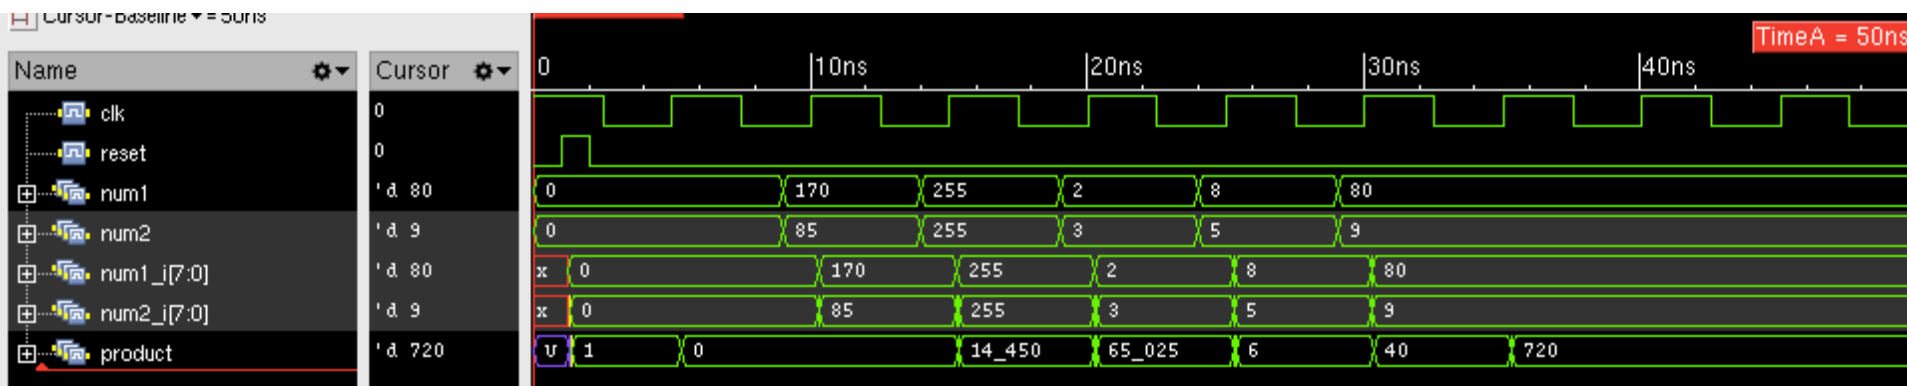 Cursor-Baseline ▾ = 50ns
TimeA = 50ns
Name Cursor 0 10ns 20ns 30ns 40ns
clk 0
reset 0
num1 'd 80 0 170 255 2 8 80
num2 'd 9 0 85 255 3 5 9
num1_i[7:0] 'd 80 x 0 170 255 2 8 80
num2_i[7:0] 'd 9 x 0 85 255 3 5 9
product 'd 720 U 1 0 14_450 65_025 6 40 720